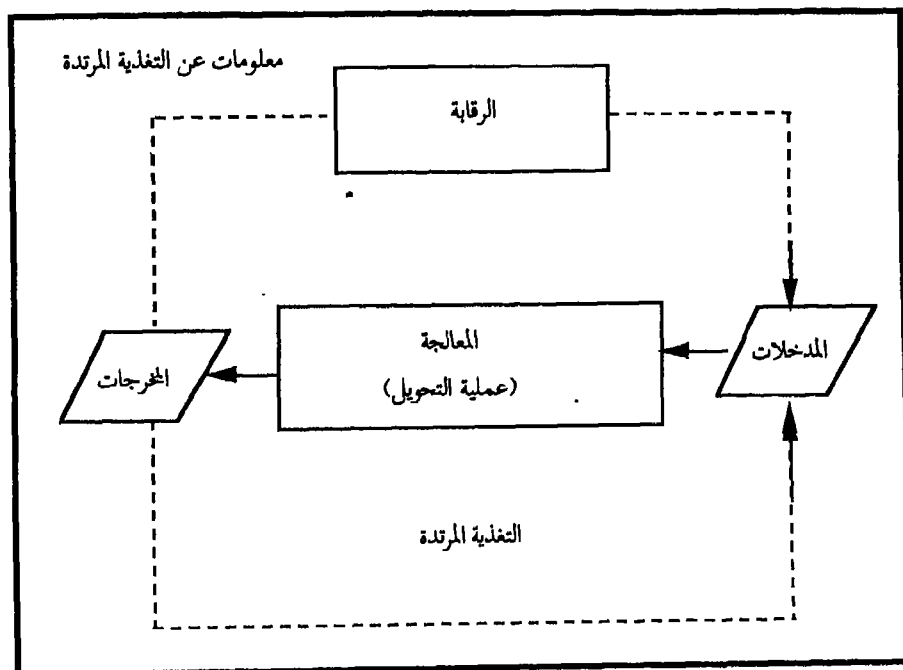 معلومات عن التغذية المرتدة
الرقابة
المدخلات
المعالجة
(عملية التحويل)
المخرجات
التغذية المرتدة